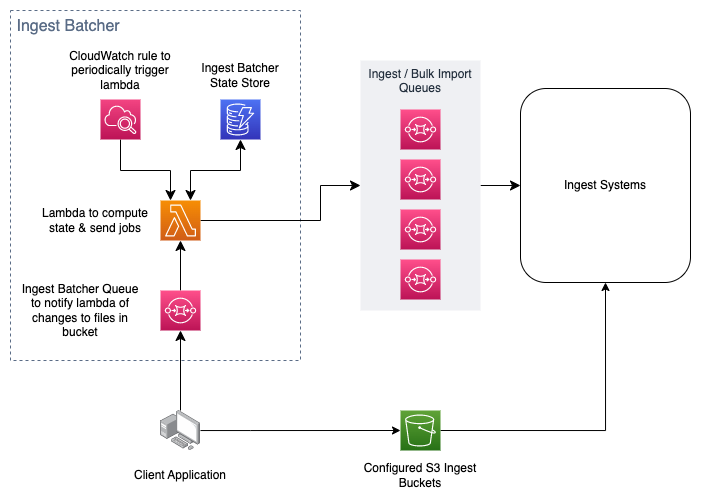 Ingest Batcher
CloudWatch rule to
periodically trigger
lambda
Ingest Batcher
State Store
Ingest / Bulk Import
Queues
Ingest Systems
Lambda to compute
state & send jobs
Ingest Batcher Queue
to notify lambda of
changes to files in
bucket
Client Application
Configured S3 Ingest
Buckets